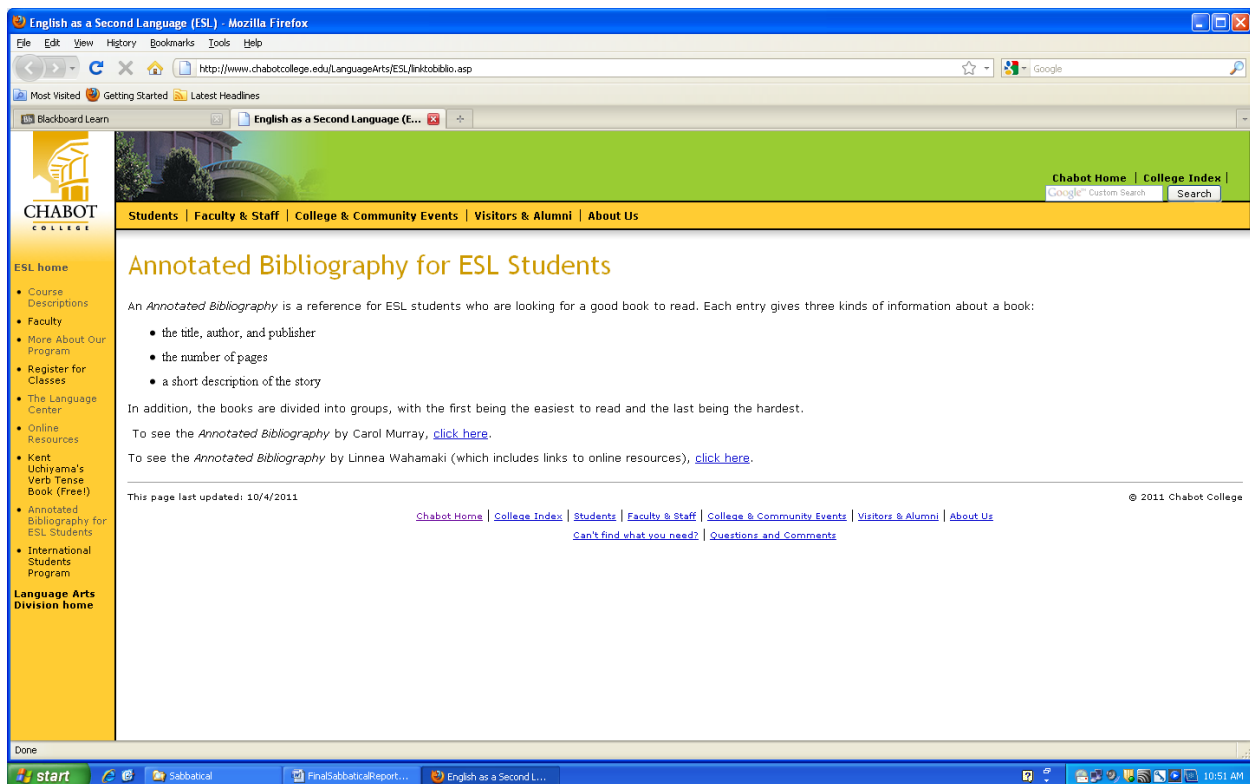 English as a Second Language (ESL) - Mozilla Firefox
File Edit View History Bookmarks Tools Help
http://www.chabotcollege.edu/LanguageArts/ESL/linktobiblio.asp
Google
Most Visited Getting Started Latest Headlines
Blackboard Learn
English as a Second Language (E...
CHABOT
COLLEGE
Chabot Home | College Index |
Google™ Custom Search
Search
Students | Faculty & Staff | College & Community Events | Visitors & Alumni | About Us
ESL home
• Course
Descriptions
• Faculty
• More About Our
Program
• Register for
Classes
• The Language
Center
• Online
Resources
• Kent
Uchiyama's
Verb Tense
Book (Free!)
• Annotated
Bibliography for
ESL Students
• International
Students
Program
Language Arts
Division home
Annotated Bibliography for ESL Students
An Annotated Bibliography is a reference for ESL students who are looking for a good book to read. Each entry gives three kinds of information about a book:
• the title, author, and publisher
• the number of pages
• a short description of the story
In addition, the books are divided into groups, with the first being the easiest to read and the last being the hardest.
To see the Annotated Bibliography by Carol Murray, click here.
To see the Annotated Bibliography by Linnea Wahamaki (which includes links to online resources), click here.
This page last updated: 10/4/2011
© 2011 Chabot College
Chabot Home | College Index | Students | Faculty & Staff | College & Community Events | Visitors & Alumni | About Us
Can't find what you need? | Questions and Comments
Done
start
Sabbatical
FinalSabbaticalReport...
English as a Second L...
10:51 AM